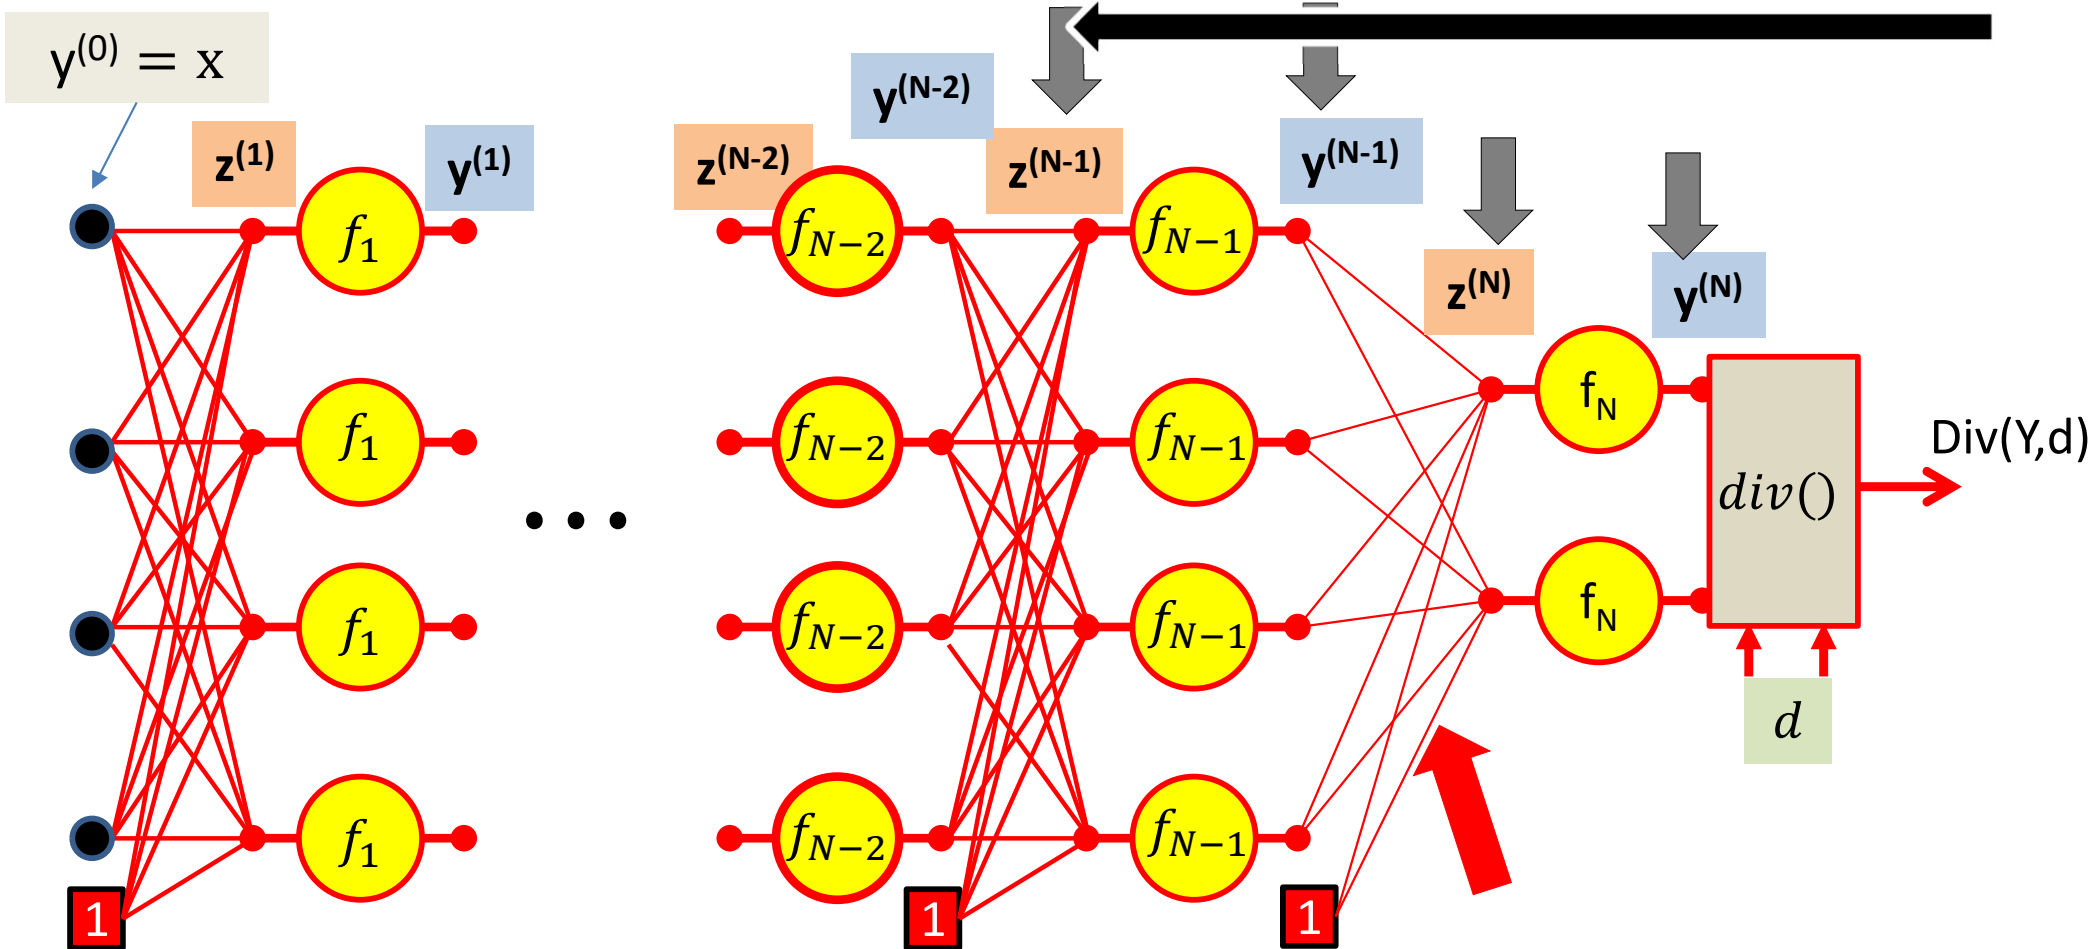 y(0) = x
z(1)
y(1)
z(N-2)
y(N-2)
z(N-1)
y(N-1)
z(N)
y(N)
f1
fN−2
fN−1
f1
fN−2
fN−1
f1
fN−2
fN−1
f1
fN−2
fN−1
fN
fN
div()
Div(Y,d)
d
1
1
1